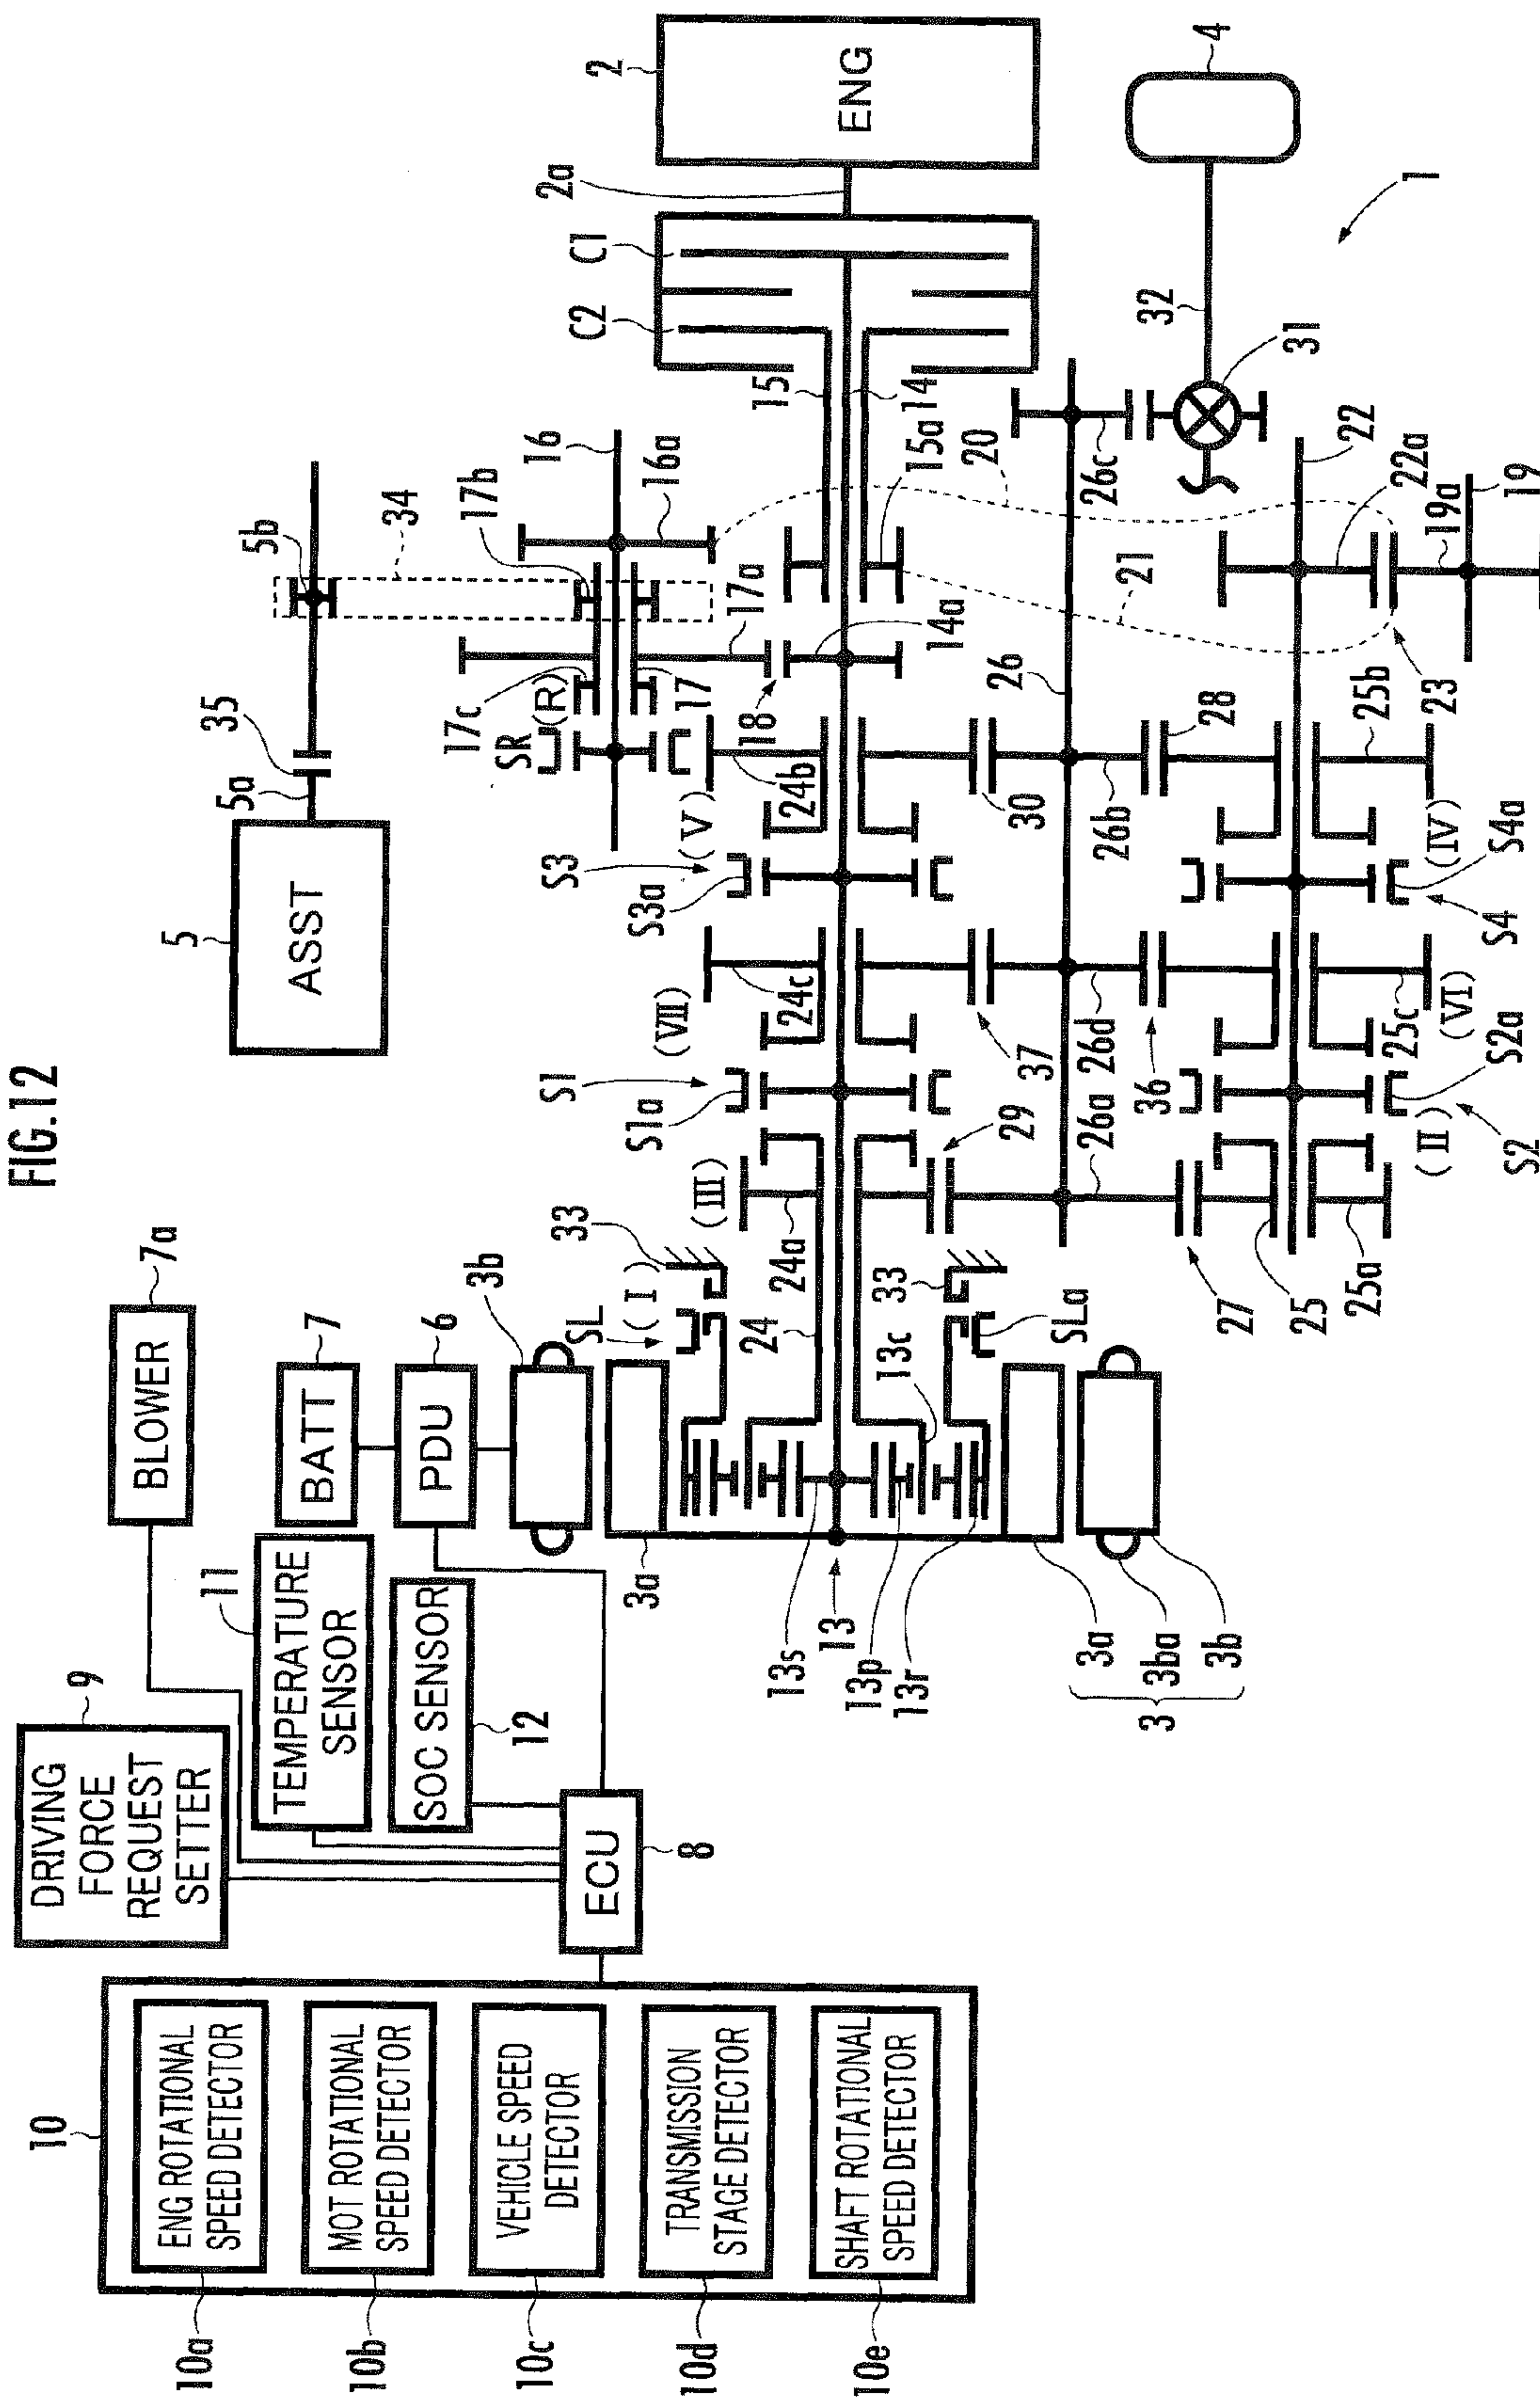 FIG.12
10
ENG ROTATIONAL
SPEED DETECTOR
10a
MOT ROTATIONAL
SPEED DETECTOR
10b
VEHICLE SPEED
DETECTOR
10c
TRANSMISSION
STAGE DETECTOR
10d
SHAFT ROTATIONAL
SPEED DETECTOR
10e
DRIVING
FORCE
REQUEST
SETTER
9
BLOWER
7a
TEMPERATURE
SENSOR
11
SOC SENSOR
12
ECU
8
BATT
7
PDU
6
3b
3a
13s
13
13p
13r
13c
3a
3ba
3b
3
SL
(I)
33
33
SLa
24
24a
(III)
S1
S1a
(VII)
24c
S3
S3a
(V)
24b
29
37
30
26a
26d
26b
26
26c
27
25
25a
(II)
S2
S2a
36
25c
(VI)
S4
S4a
(IV)
28
25b
23
22
22a
19a
19
21
20
5
ASST
5a
35
5b
34
SR
(R)
17c
17
17b
17a
16
16a
18
14a
15a
14
15
C2
C1
2a
2
ENG
4
32
31
1